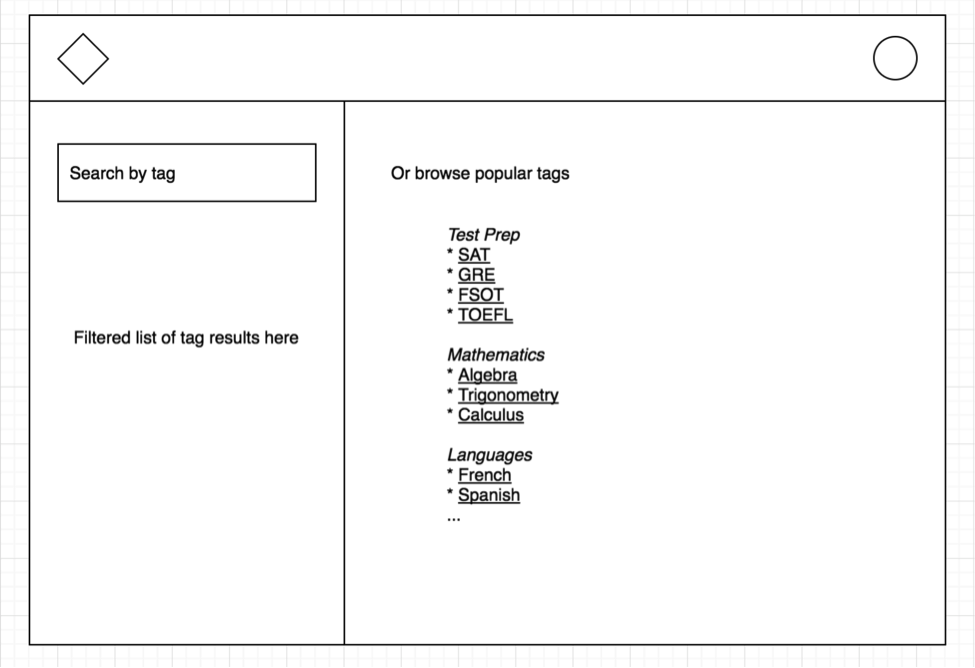 Search by tag
Filtered list of tag results here
Or browse popular tags
Test Prep
* SAT
* GRE
* FSOT
* TOEFL
Mathematics
* Algebra
* Trigonometry
* Calculus
Languages
* French
* Spanish
...